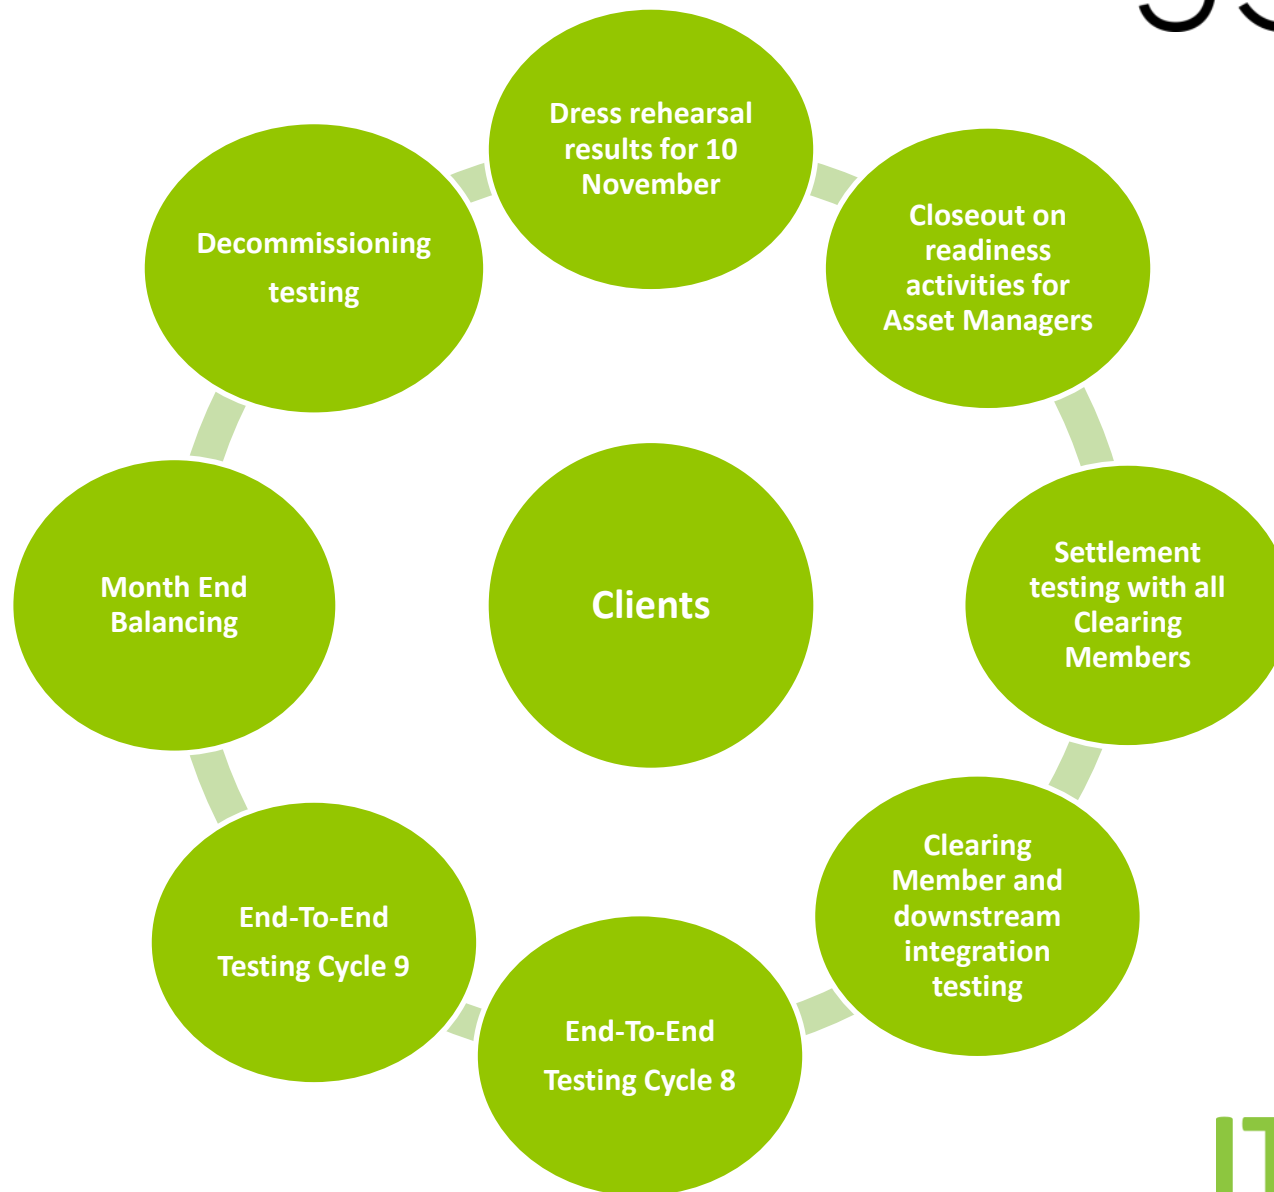 Dress rehearsal
results for 10
November
Closeout on
readiness
activities for
Asset Managers
Settlement
testing with all
Clearing
Members
Clearing
Member and
downstream
integration
testing
End-To-End
Testing Cycle 8
End-To-End
Testing Cycle 9
Month End
Balancing
Decommissioning
testing
Clients
IT